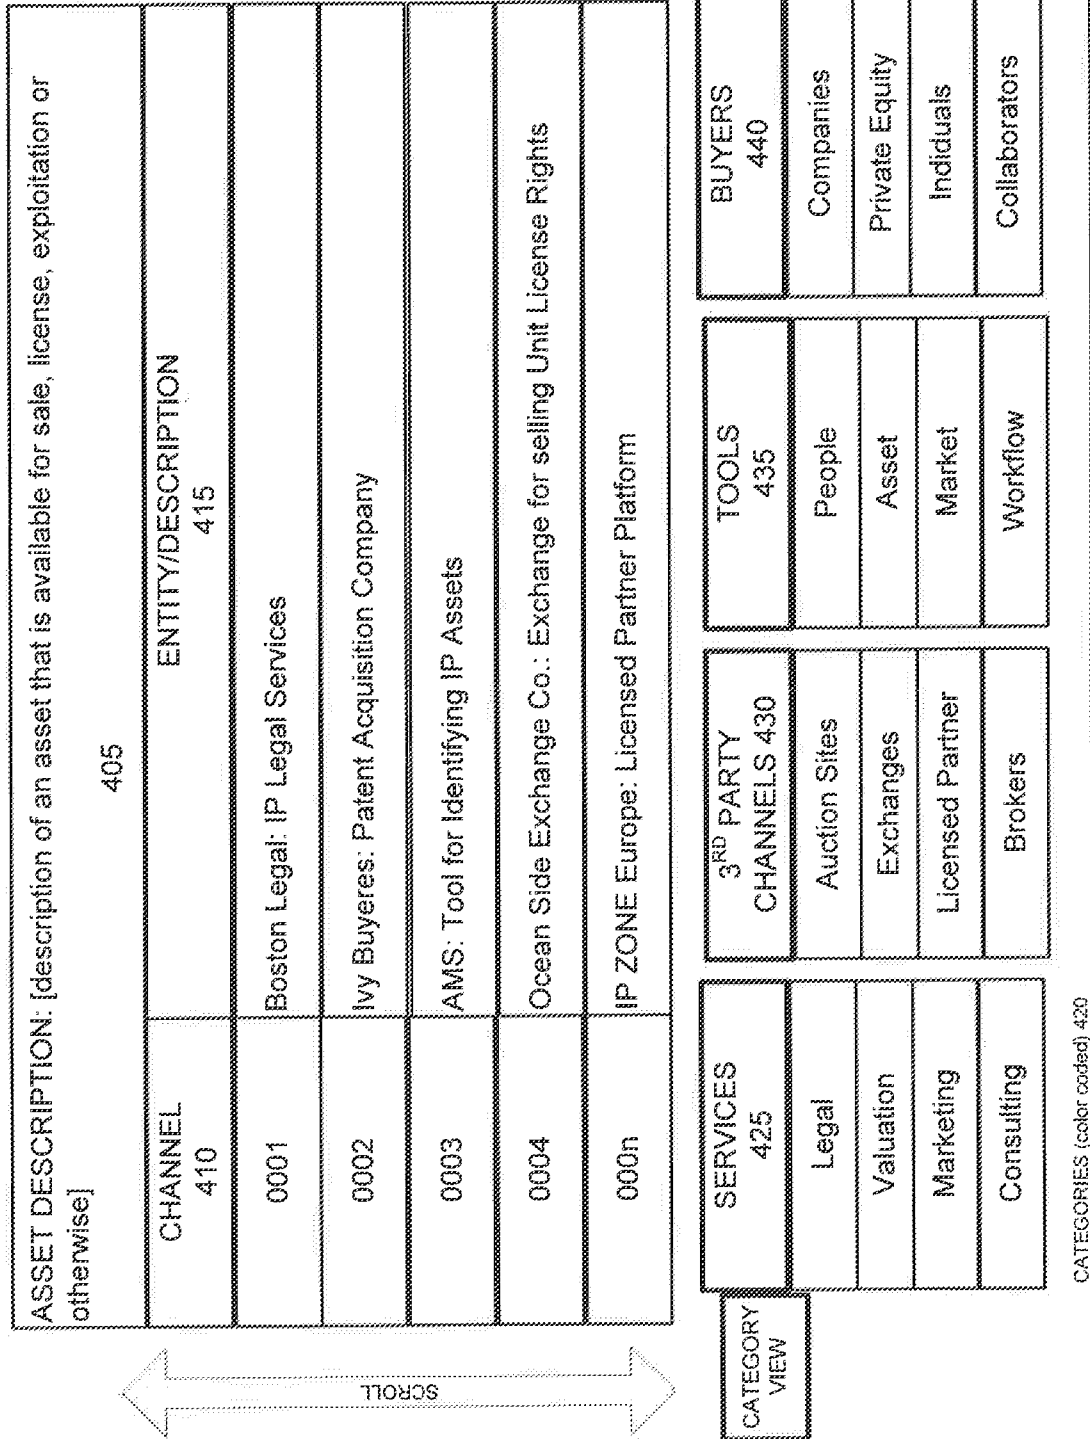 ASSET DESCRIPTION: [description of an asset that is available for sale, license, exploitation or
otherwise]
405
CHANNEL
410
ENTITY/DESCRIPTION
415
0001
Boston Legal: IP Legal Services
0002
Ivy Buyeres: Patent Acquisition Company
0003
AMS: Tool for Identifying IP Assets
0004
Ocean Side Exchange Co.: Exchange for selling Unit License Rights
000n
IP ZONE Europe: Licensed Partner Platform
SCROLL
CATEGORY
VIEW
SERVICES
425
Legal
Valuation
Marketing
Consulting
3RD PARTY
CHANNELS 430
Auction Sites
Exchanges
Licensed Partner
Brokers
TOOLS
435
People
Asset
Market
Workflow
BUYERS
440
Companies
Private Equity
Indiduals
Collaborators
CATEGORIES (color coded) 420